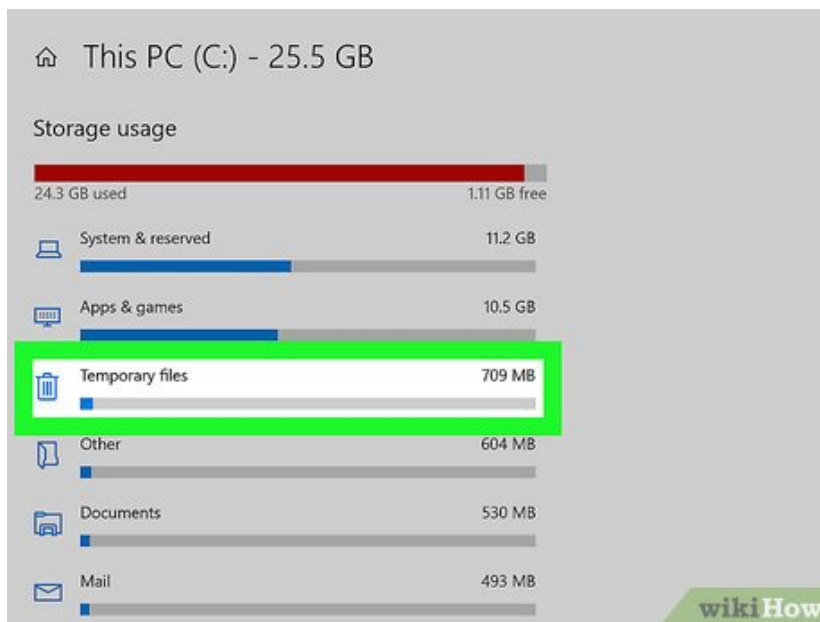 This PC (C:) - 25.5 GB
Storage usage
24.3 GB used 1.11 GB free
System & reserved 11.2 GB
Apps & games 10.5 GB
Temporary files 709 MB
Other 604 MB
Documents 530 MB
Mail 493 MB
wikiHow